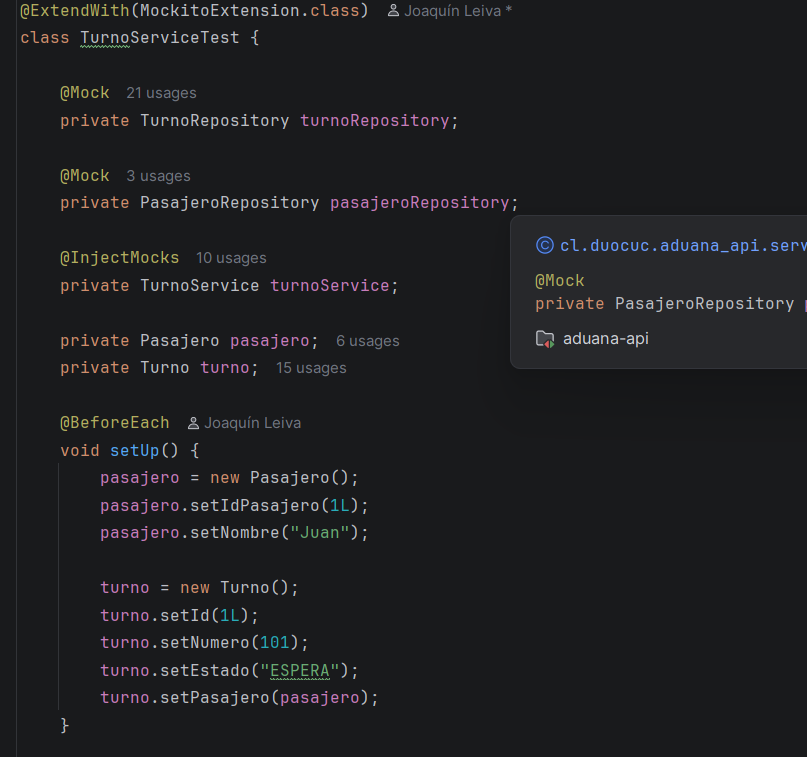 @ExtendWith(MockitoExtension.class) Joaquín Leiva *
class TurnoServiceTest {
@Mock 21 usages
private TurnoRepository turnoRepository;
@Mock 3 usages
private PasajeroRepository pasajeroRepository;
cl.duocuc.aduana_api.serv
@Mock
private PasajeroRepository p
aduana-api
@InjectMocks 10 usages
private TurnoService turnoService;
private Pasajero pasajero; 6 usages
private Turno turno; 15 usages
@BeforeEach Joaquín Leiva
void setUp() {
pasajero = new Pasajero();
pasajero.setIdPasajero(1L);
pasajero.setNombre("Juan");
turno = new Turno();
turno.setId(1L);
turno.setNumero(101);
turno.setEstado("ESPERA");
turno.setPasajero(pasajero);
}